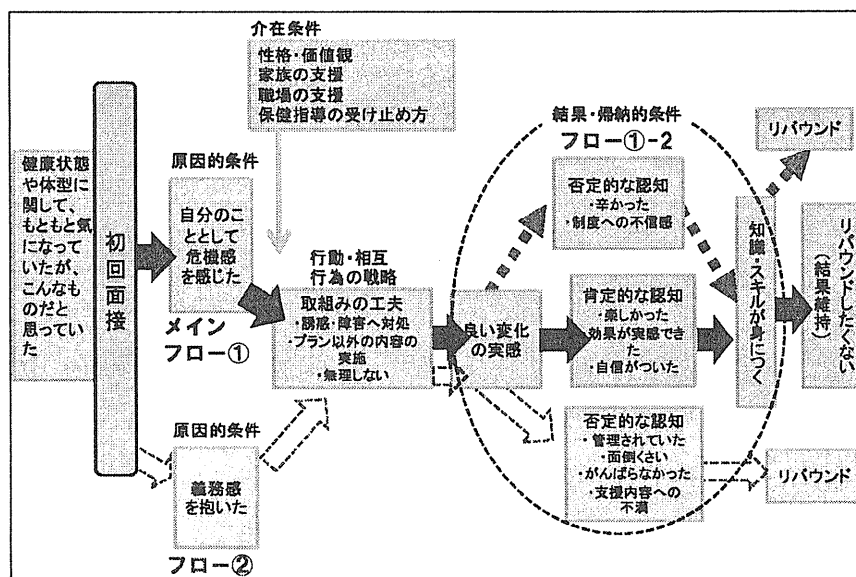 介在条件
性格・価値観
家族の支援
職場の支援
保健指導の受け止め方
健康状態
や体型に
関して、
もともと気
になって
いたが、
こんなも
のだと
思ってい
た
初回面接
原因的条件
自分のこ
ととして
危機感
を感じた
メイン
フロー①
原因的条件
義務感
を抱いた
フロー②
行動・相互
行為の戦略
取組みの工夫
・誘惑・障害へ対処
・プラン以外の内容の
実施
・無理しない
良い変化
の実感
結果・帰納的条件
フロー①-2
否定的な認知
・辛かった
・制度への不信感
肯定的な認知
・楽しかった
効果が実感でき
た
・自信がついた
否定的な認知
・管理されていた
・面倒くさい
・がんばらなかった
・支援内容への
不満
知識・スキルが身につく
リバウンド
リバウンドしたくない
（結果維持）
リバウンド